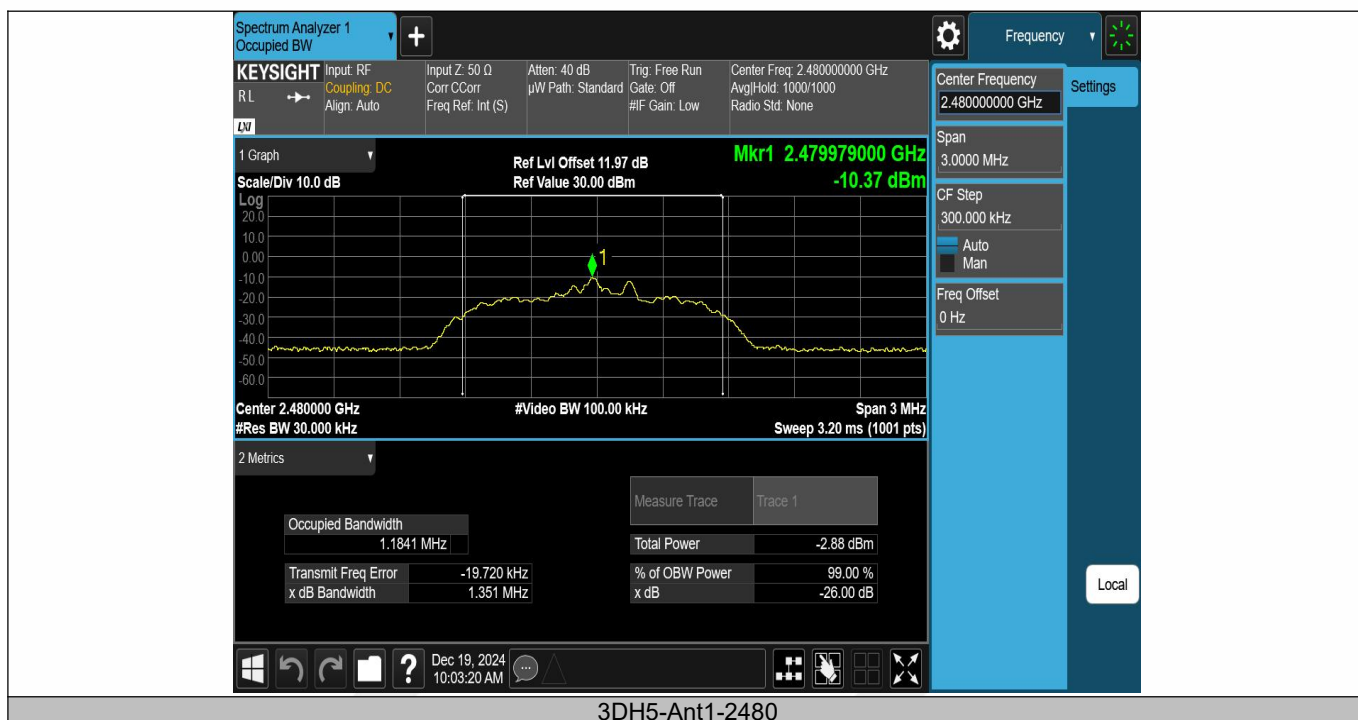 Spectrum Analyzer 1
Occupied BW
+
Frequency
KEYSIGHT
RL
LXI
Input: RF
Coupling: DC
Align: Auto
Input Z: 50 Ω
Corr CCorr
Freq Ref: Int (S)
Atten: 40 dB
µW Path: Standard
Trig: Free Run
Gate: Off
#IF Gain: Low
Center Freq: 2.480000000 GHz
Avg|Hold: 1000/1000
Radio Std: None
Center Frequency
2.480000000 GHz
Settings
Span
3.0000 MHz
CF Step
300.000 kHz
Auto
Man
Freq Offset
0 Hz
Local
1 Graph
Scale/Div 10.0 dB
Ref Lvl Offset 11.97 dB
Ref Value 30.00 dBm
Mkr1 2.479979000 GHz
-10.37 dBm
Log
20.0
10.0
0.00
-10.0
-20.0
-30.0
-40.0
-50.0
-60.0
1
Center 2.480000 GHz
#Res BW 30.000 kHz
#Video BW 100.00 kHz
Span 3 MHz
Sweep 3.20 ms (1001 pts)
2 Metrics
Measure Trace
Trace 1
Occupied Bandwidth
1.1841 MHz
Total Power
-2.88 dBm
Transmit Freq Error
-19.720 kHz
% of OBW Power
99.00 %
x dB Bandwidth
1.351 MHz
x dB
-26.00 dB
?
Dec 19, 2024
10:03:20 AM
3DH5-Ant1-2480